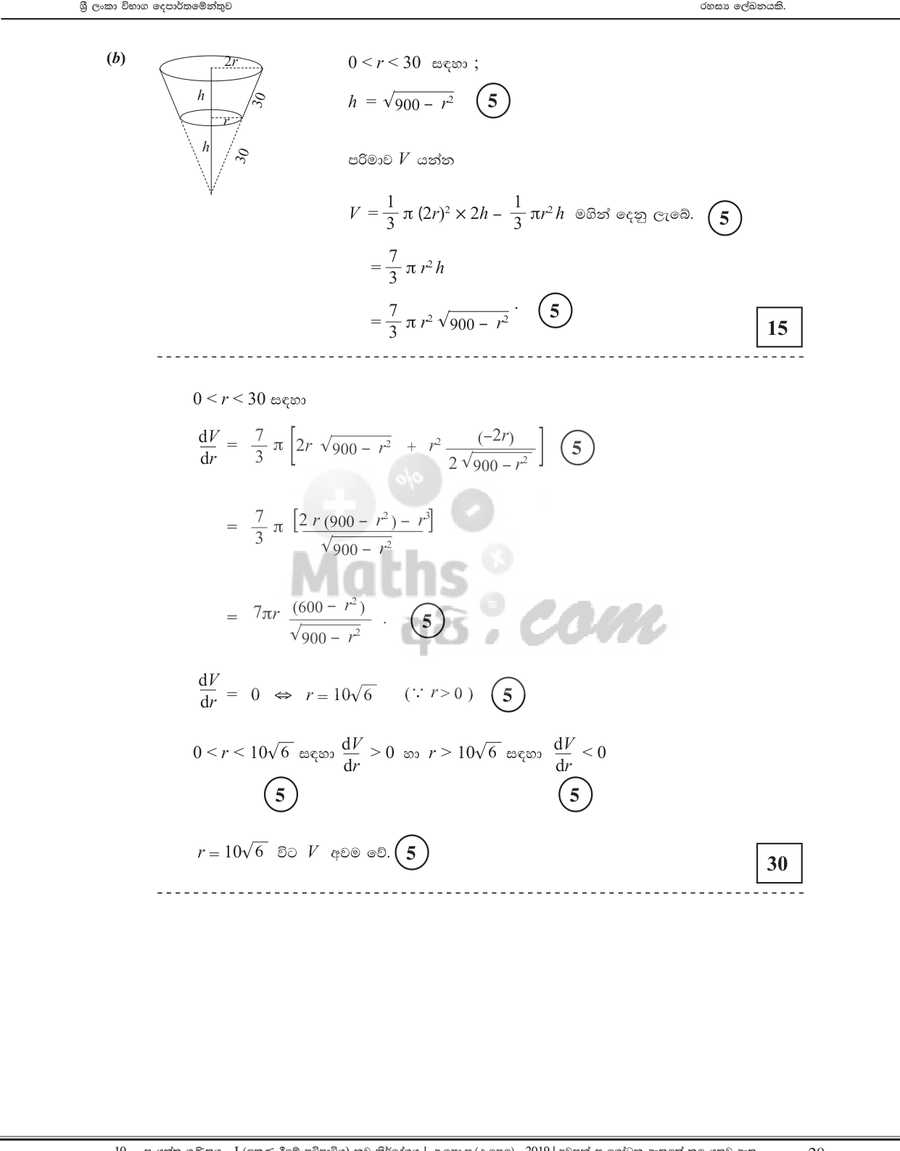 ශ්‍රී ලංකා විභාග දෙපාර්තමේන්තුව
රහස්‍ය ලේඛනයකි.
(b)
2r
h
30
r
h
30
0 < r < 30 සඳහා ;
h = √900 – r² 5
පරිමාව V යන්න
V = 1/3 π (2r)² × 2h – 1/3 πr² h මගින් දෙනු ලැබේ. 5
= 7/3 π r² h
= 7/3 π r² √900 – r² . 5
15
0 < r < 30 සඳහා
dV/dr = 7/3 π [2r √900 – r² + r² (–2r)/2 √900 – r²] 5
= 7/3 π [2 r (900 – r²) – r³]/√900 – r²
Maths
= 7πr (600 – r²)/√900 – r² . 5
අපි . com
dV/dr = 0 ⇔ r = 10√6 (∵ r > 0 ) 5
0 < r < 10√6 සඳහා dV/dr > 0 හා r > 10√6 සඳහා dV/dr < 0
5 5
r = 10√6 විට V අවම වේ. 5
30